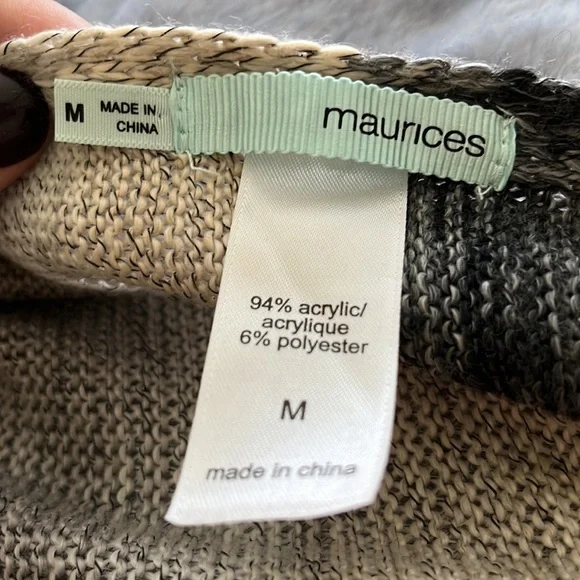 M
MADE IN
CHINA
maurices
94% acrylic/
acrylique
6% polyester
M
made in china